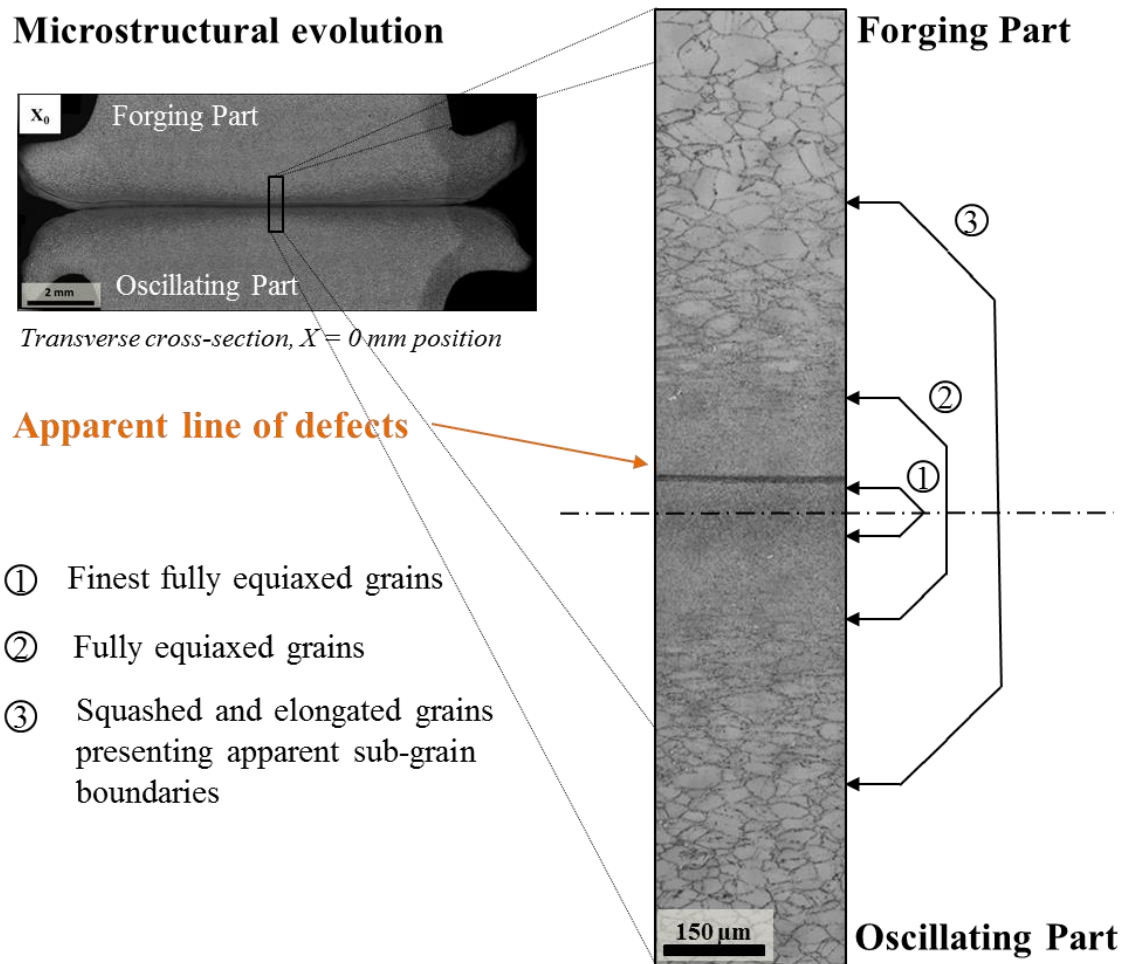 Microstructural evolution
Forging Part
X₀
Forging Part
Oscillating Part
2 mm
Transverse cross-section, X = 0 mm position
Apparent line of defects
③
②
①
① Finest fully equiaxed grains
② Fully equiaxed grains
③ Squashed and elongated grains
presenting apparent sub-grain
boundaries
150 µm
Oscillating Part